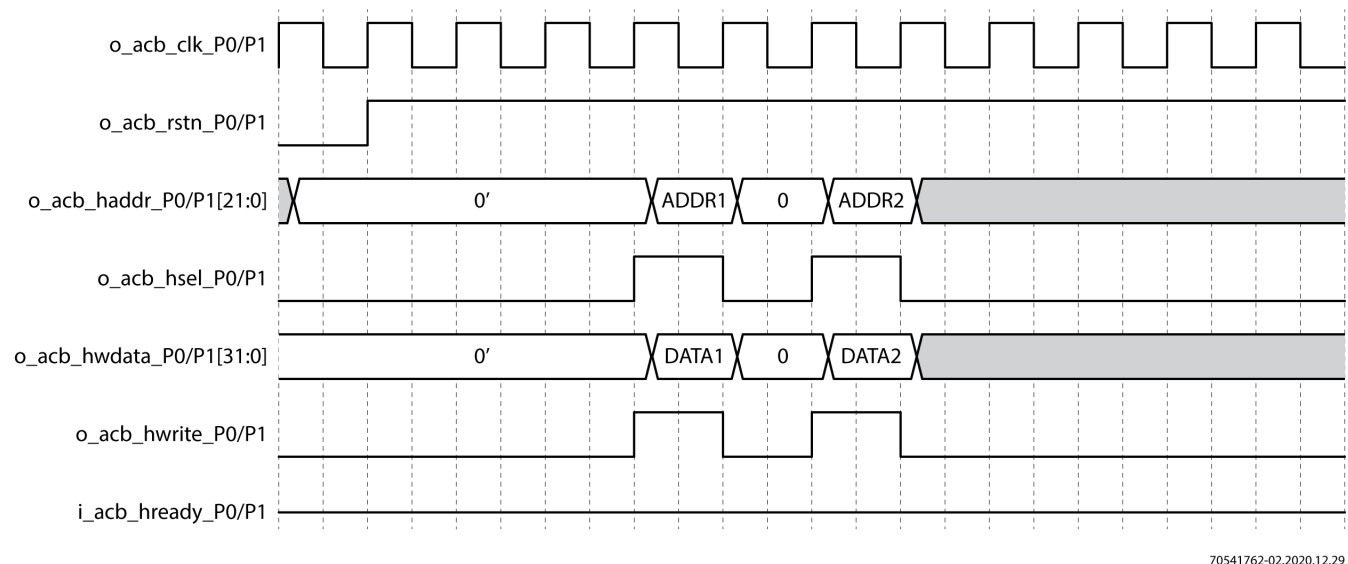 o_acb_clk_P0/P1
o_acb_rstn_P0/P1
o_acb_haddr_P0/P1[21:0] 0′ ADDR1 0 ADDR2
o_acb_hsel_P0/P1
o_acb_hwdata_P0/P1[31:0] 0′ DATA1 0 DATA2
o_acb_hwrite_P0/P1
i_acb_hready_P0/P1
70541762-02.2020.12.29